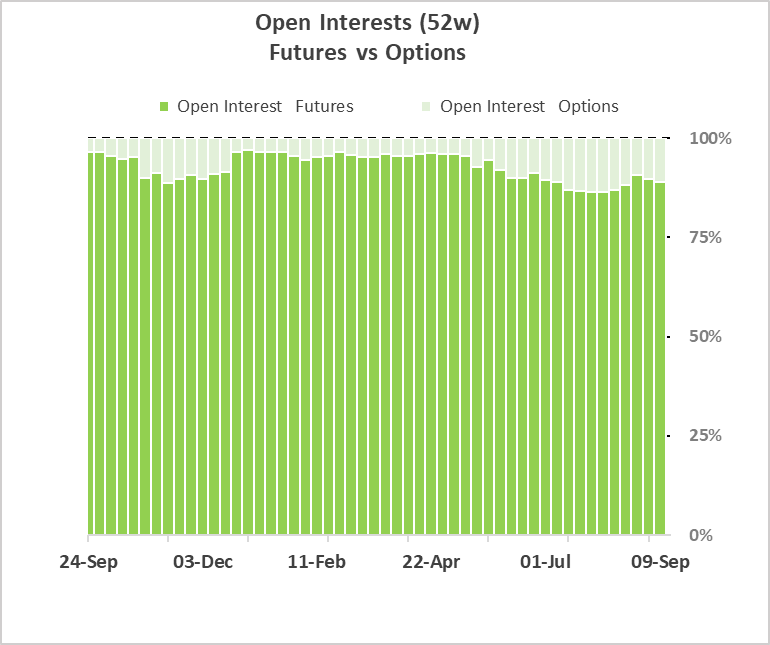 Open Interests (52w)
Futures vs Options
Open Interest Futures
Open Interest Options
100%
75%
50%
25%
0%
24-Sep
03-Dec
11-Feb
22-Apr
01-Jul
09-Sep